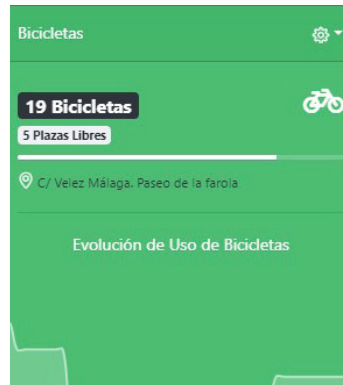 Bicicletas
19 Bicicletas
5 Plazas Libres
C/ Velez Málaga. Paseo de la farola
Evolución de Uso de Bicicletas